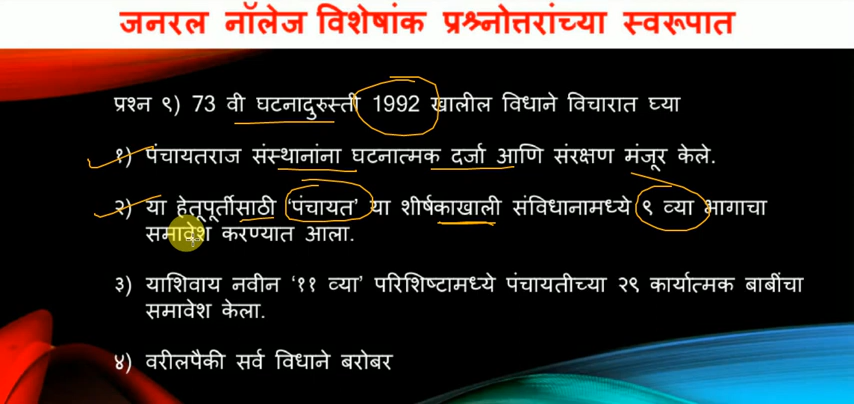 जनरल नॉलेज विशेषांक प्रश्नोत्तरांच्या स्वरूपात
प्रश्न ९) 73 वी घटनादुरुस्ती 1992 खालील विधाने विचारात घ्या
१) पंचायतराज संस्थानांना घटनात्मक दर्जा आणि संरक्षण मंजूर केले.
२) या हेतूपूर्तीसाठी ‘पंचायत’ या शीर्षकाखाली संविधानामध्ये ९ व्या भागाचा
समावेश करण्यात आला.
३) याशिवाय नवीन ‘११ व्या’ परिशिष्टामध्ये पंचायतीच्या २९ कार्यात्मक बाबींचा
समावेश केला.
४) वरीलपैकी सर्व विधाने बरोबर